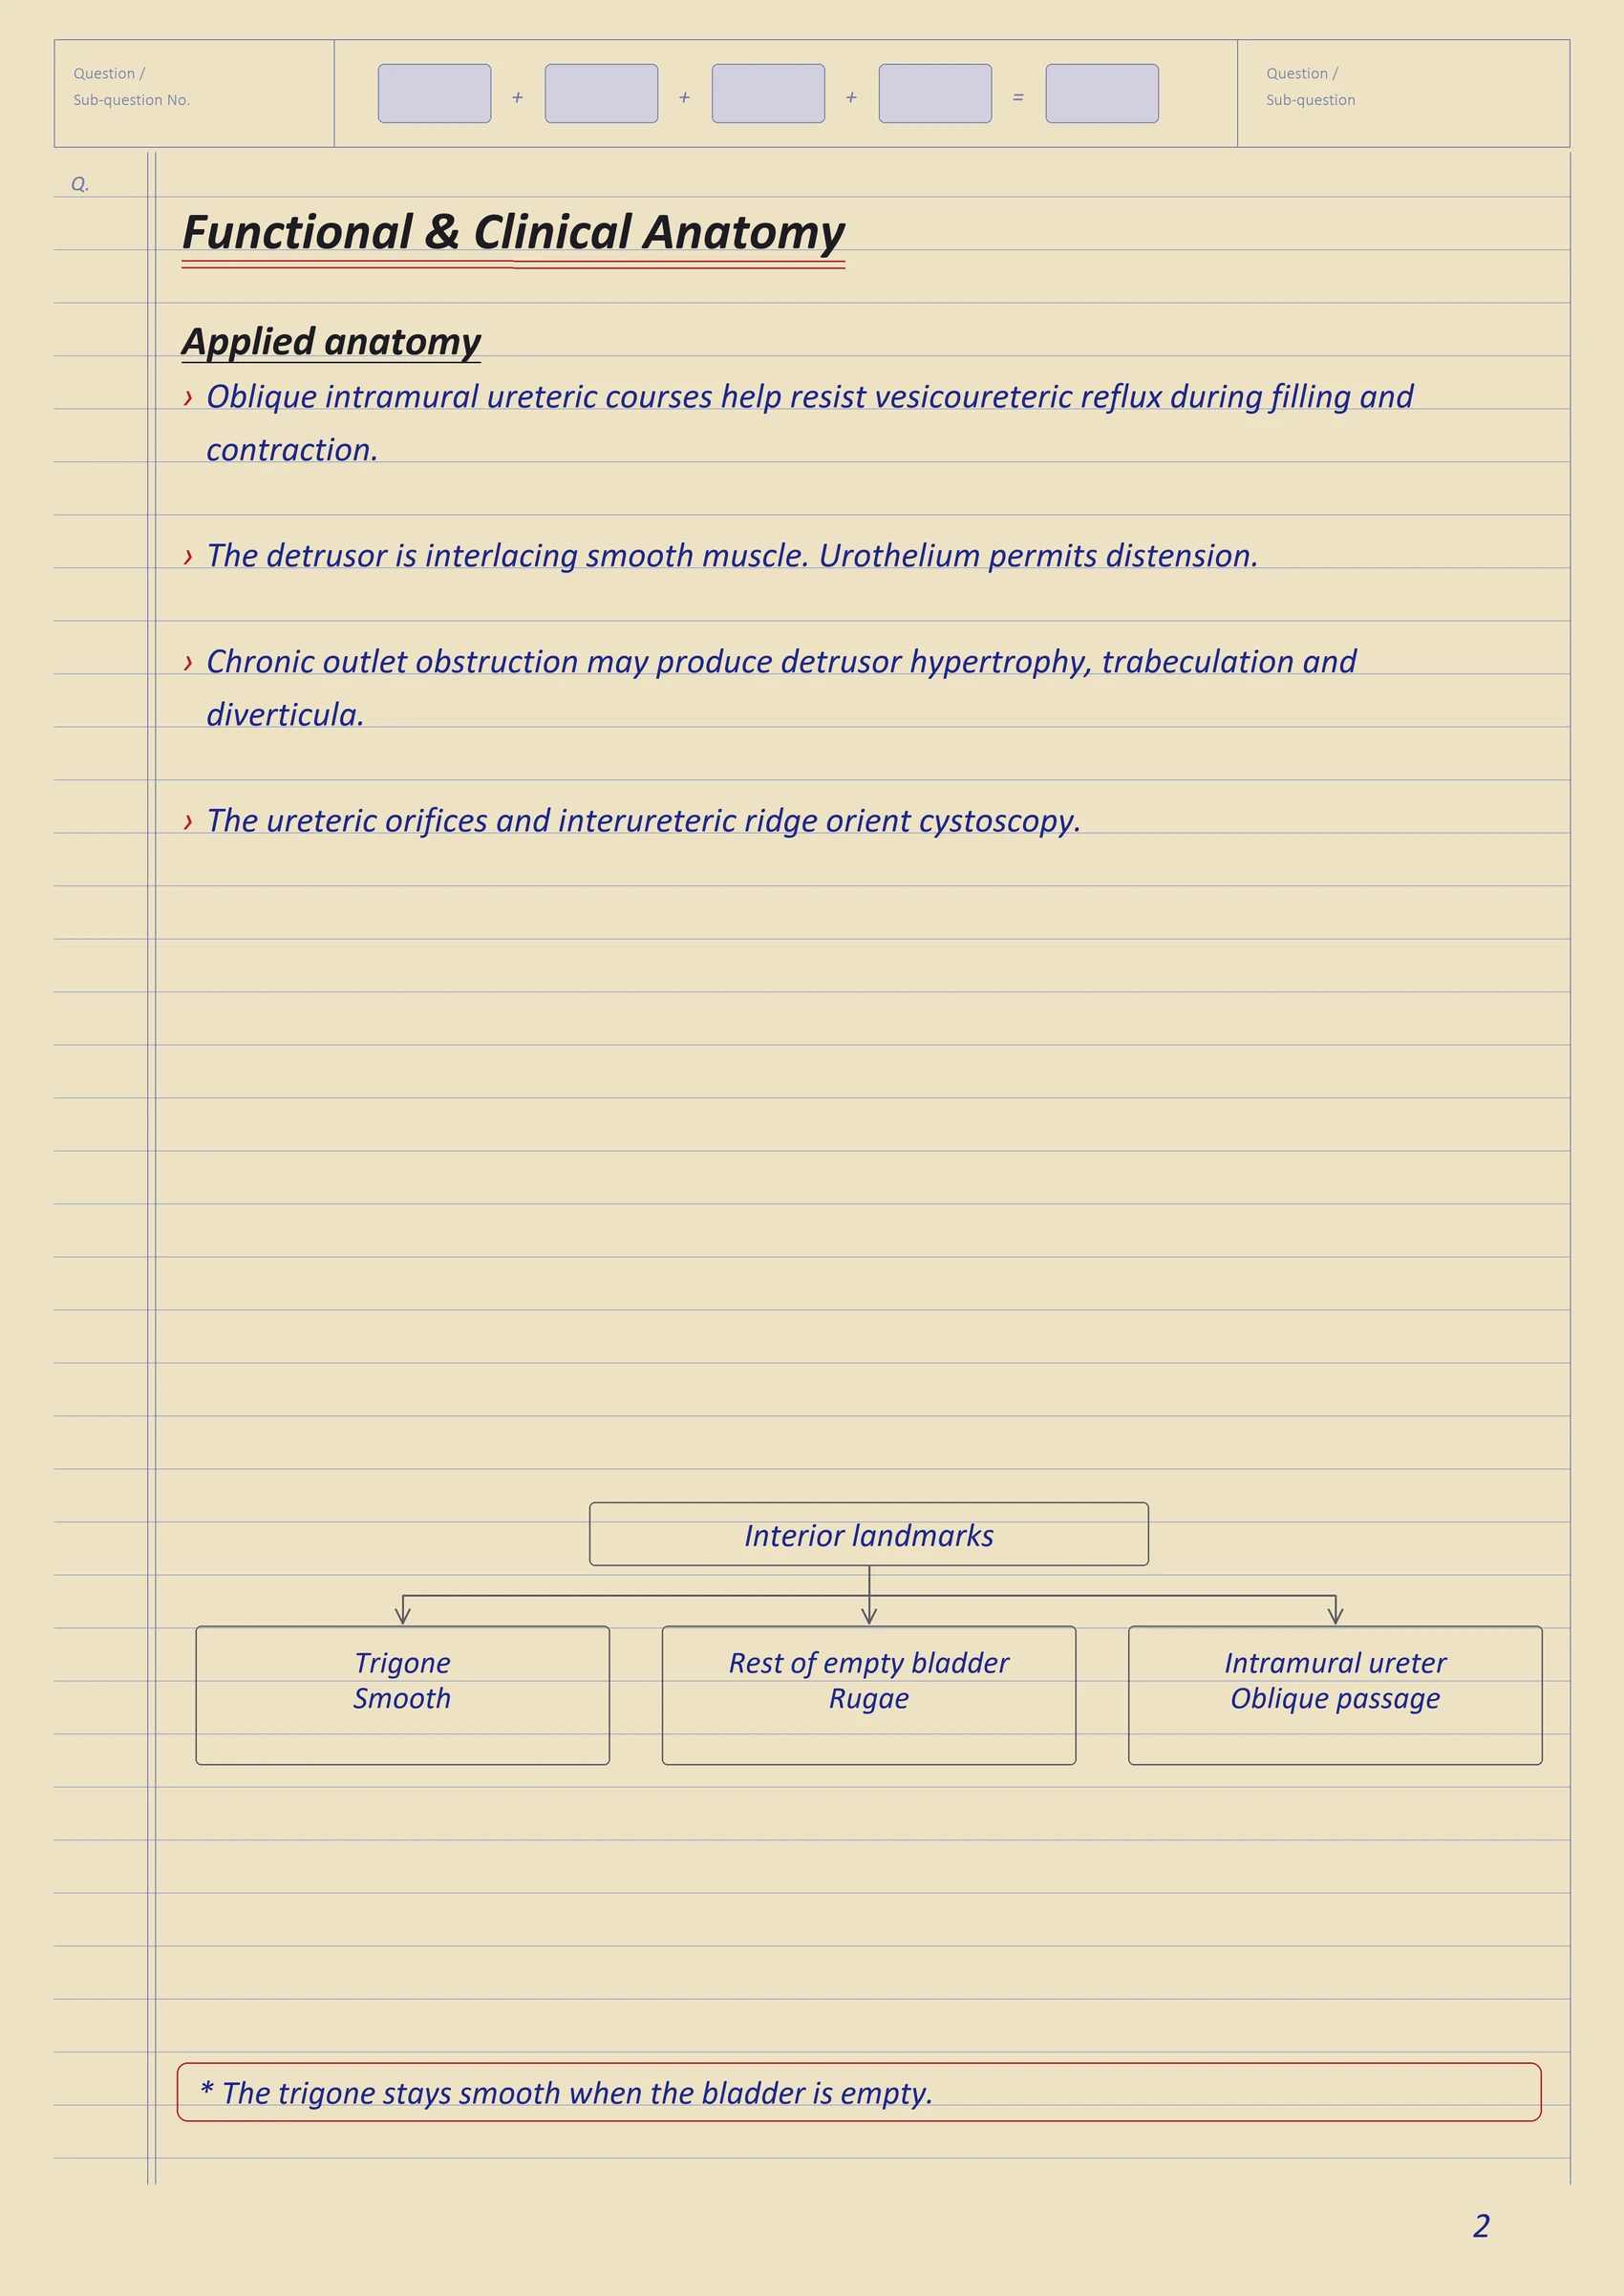 Question /
Sub-question No.
+ + + =
Question /
Sub-question
Q.
Functional & Clinical Anatomy
Applied anatomy
› Oblique intramural ureteric courses help resist vesicoureteric reflux during filling and
contraction.
› The detrusor is interlacing smooth muscle. Urothelium permits distension.
› Chronic outlet obstruction may produce detrusor hypertrophy, trabeculation and
diverticula.
› The ureteric orifices and interureteric ridge orient cystoscopy.
Interior landmarks
Trigone
Smooth
Rest of empty bladder
Rugae
Intramural ureter
Oblique passage
* The trigone stays smooth when the bladder is empty.
2